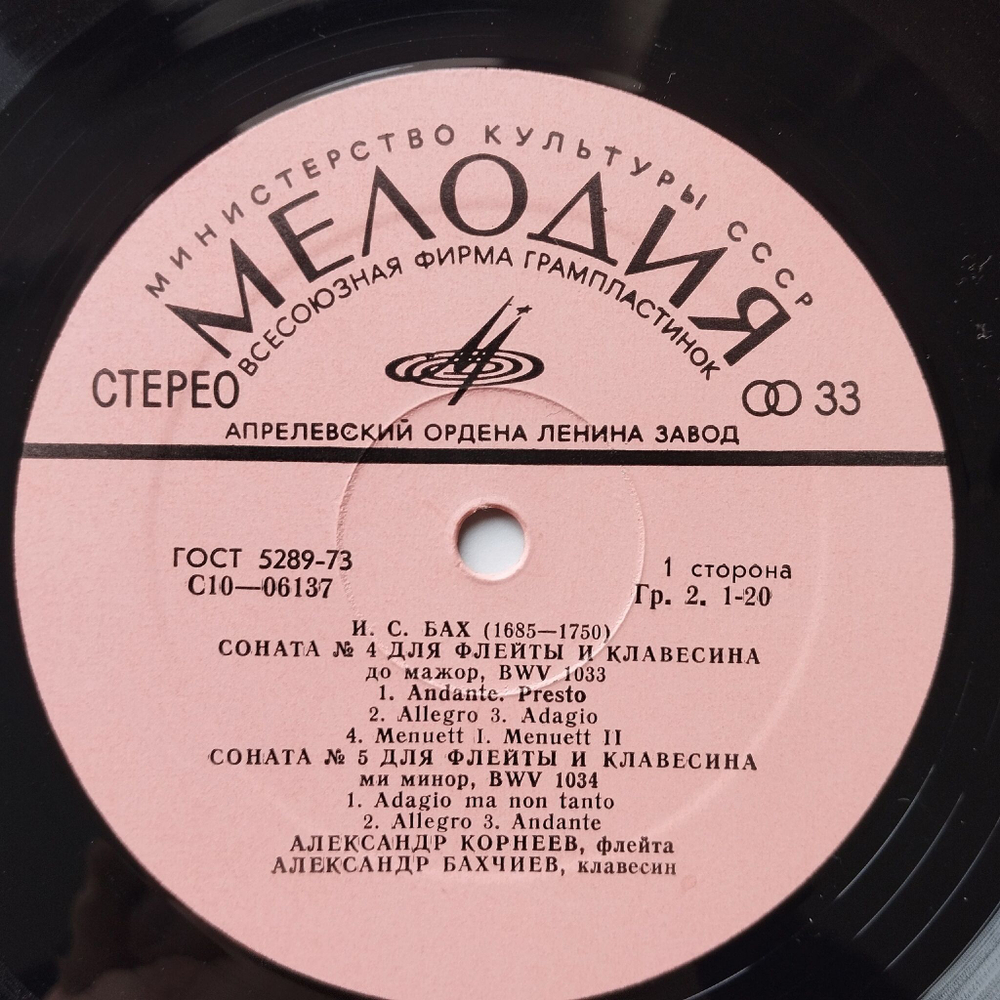 МИНИСТЕРСТВО КУЛЬТУРЫ СССР
МЕЛОДИЯ
ВСЕСОЮЗНАЯ ФИРМА ГРАМПЛАСТИНОК
СТЕРЕО
33
АПРЕЛЕВСКИЙ ОРДЕНА ЛЕНИНА ЗАВОД
ГОСТ 5289-73
1 сторона
С10—06137
Гр. 2. 1-20
И. С. БАХ (1685—1750)
СОНАТА № 4 ДЛЯ ФЛЕЙТЫ И КЛАВЕСИНА
до мажор, BWV 1033
1. Andante. Presto
2. Allegro 3. Adagio
4. Menuett I. Menuett II
СОНАТА № 5 ДЛЯ ФЛЕЙТЫ И КЛАВЕСИНА
ми минор, BWV 1034
1. Adagio ma non tanto
2. Allegro 3. Andante
АЛЕКСАНДР КОРНЕЕВ, флейта
АЛЕКСАНДР БАХЧИЕВ, клавесин